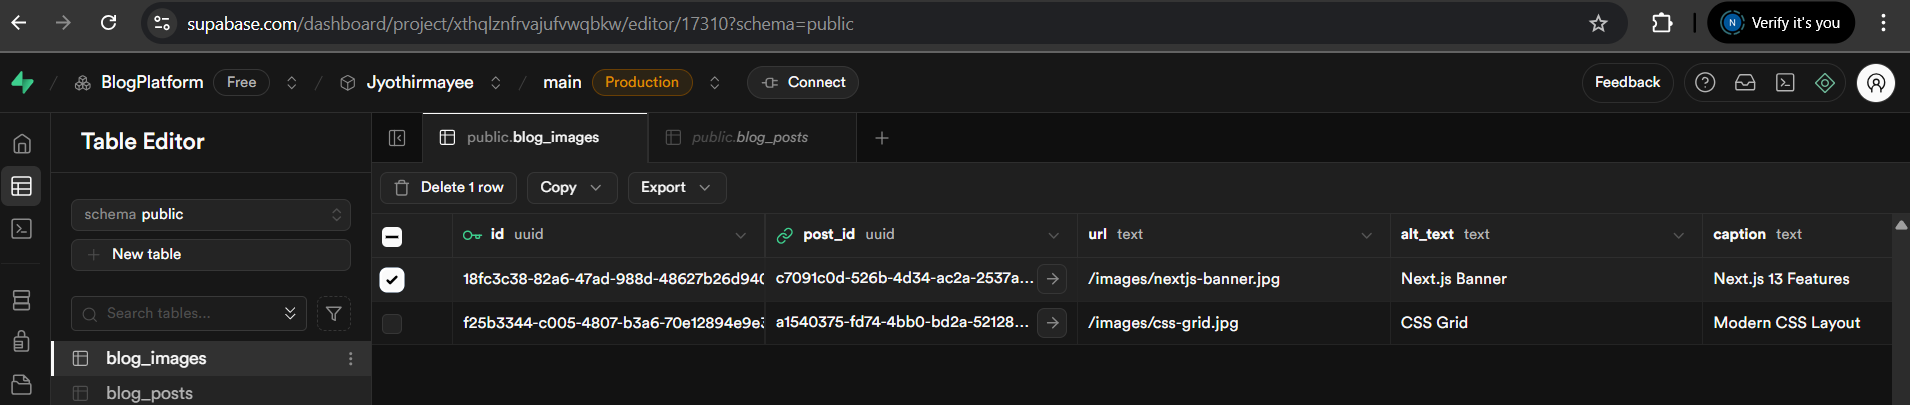 supabase.com/dashboard/project/xthqlznfrvajufvwqbkw/editor/17310?schema=public
N Verify it's you
BlogPlatform Free / Jyothirmayee / main Production Connect Feedback
Table Editor
public.blog_images public.blog_posts
Delete 1 row Copy Export
schema public
New table
Search tables...
blog_images
blog_posts
id uuid post_id uuid url text alt_text text caption text
18fc3c38-82a6-47ad-988d-48627b26d940 c7091c0d-526b-4d34-ac2a-2537a... /images/nextjs-banner.jpg Next.js Banner Next.js 13 Features
f25b3344-c005-4807-b3a6-70e12894e9e3 a1540375-fd74-4bb0-bd2a-52128... /images/css-grid.jpg CSS Grid Modern CSS Layout